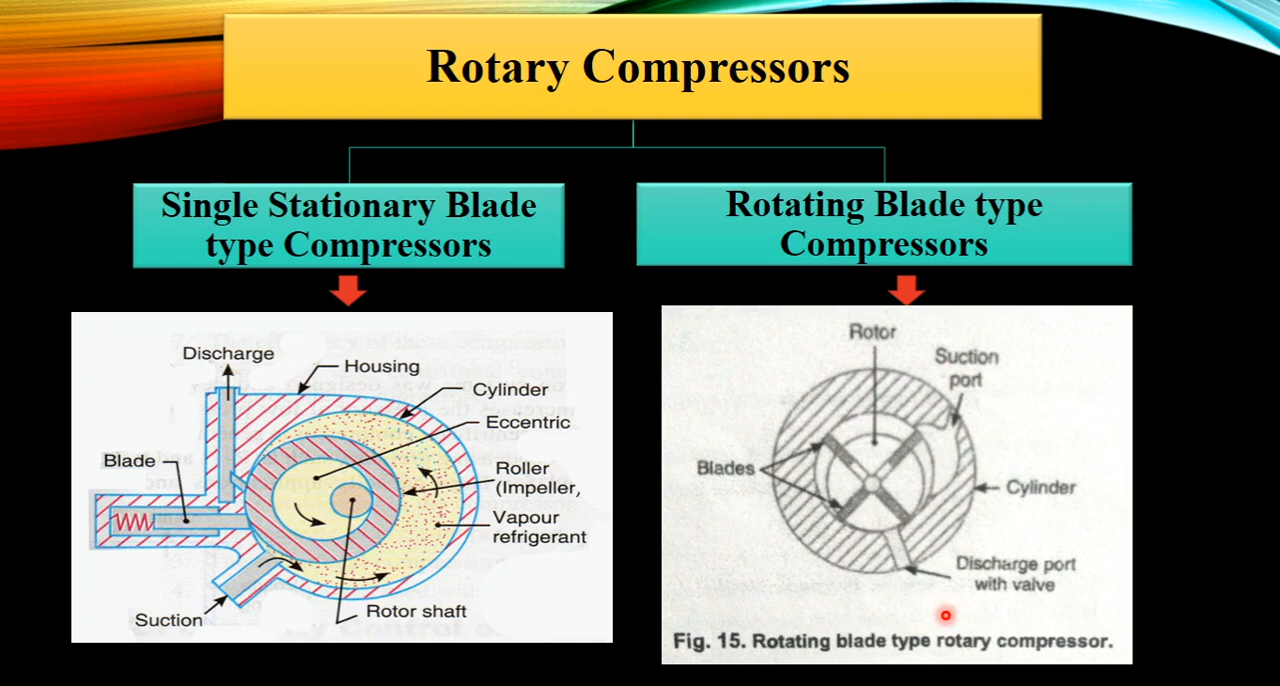 Rotary Compressors
Single Stationary Blade
type Compressors
Rotating Blade type
Compressors
Discharge
Housing
Cylinder
Eccentric
Blade
Roller
(Impeller,
Vapour
refrigerant
Rotor shaft
Suction
Rotor
Suction
port
Blades
Cylinder
Discharge port
with valve
Fig. 15. Rotating blade type rotary compressor.